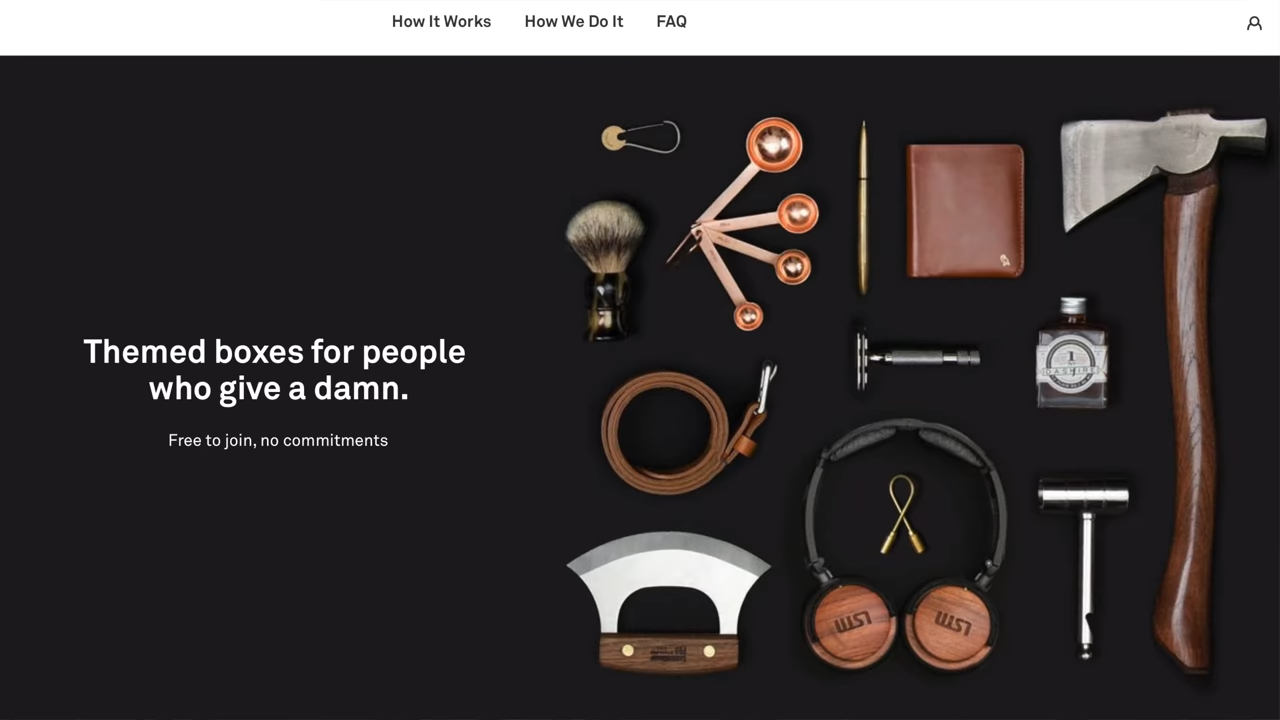 How It Works
How We Do It
FAQ
Themed boxes for people
who give a damn.
Free to join, no commitments
1
LSTN
LSTN